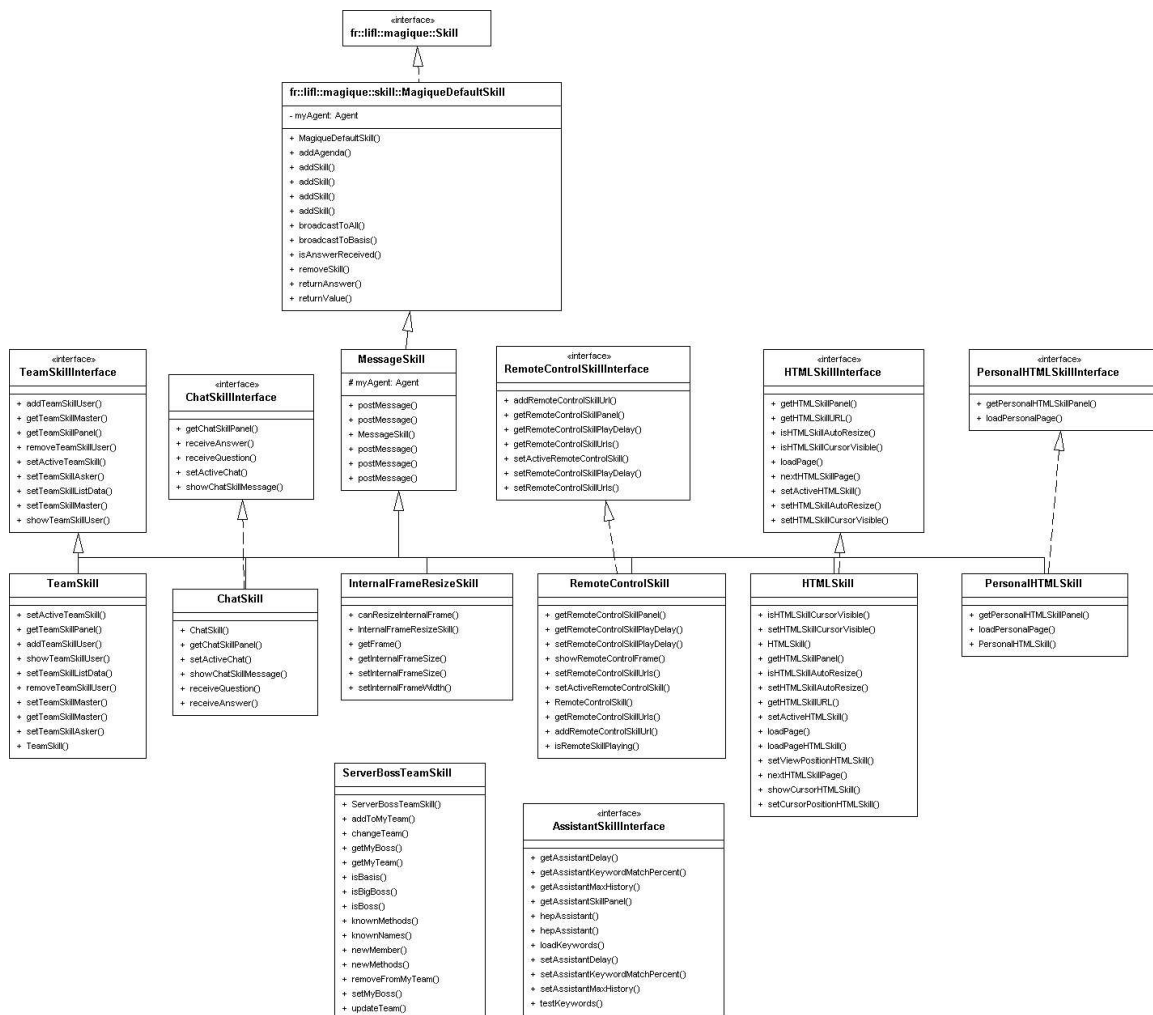 «interface»
fr::lifl::magique::Skill
fr::lifl::magique::skill::MagiqueDefaultSkill
- myAgent: Agent
+ MagiqueDefaultSkill()
+ addAgenda()
+ addSkill()
+ addSkill()
+ addSkill()
+ addSkill()
+ broadcastToAll()
+ broadcastToBasis()
+ isAnswerReceived()
+ removeSkill()
+ returnAnswer()
+ returnValue()
«interface»
TeamSkillInterface
+ addTeamSkillUser()
+ getTeamSkillMaster()
+ getTeamSkillPanel()
+ removeTeamSkillUser()
+ setActiveTeamSkill()
+ setTeamSkillAsker()
+ setTeamSkillListData()
+ setTeamSkillMaster()
+ showTeamSkillUser()
«interface»
ChatSkillInterface
+ getChatSkillPanel()
+ receiveAnswer()
+ receiveQuestion()
+ setActiveChat()
+ showChatSkillMessage()
MessageSkill
# myAgent: Agent
+ postMessage()
+ postMessage()
+ MessageSkill()
+ postMessage()
+ postMessage()
+ postMessage()
«interface»
RemoteControlSkillInterface
+ addRemoteControlSkillUrl()
+ getRemoteControlSkillPanel()
+ getRemoteControlSkillPlayDelay()
+ getRemoteControlSkillUrls()
+ setActiveRemoteControlSkill()
+ setRemoteControlSkillPlayDelay()
+ setRemoteControlSkillUrls()
«interface»
HTMLSkillInterface
+ getHTMLSkillPanel()
+ getHTMLSkillURL()
+ isHTMLSkillAutoResize()
+ isHTMLSkillCursorVisible()
+ loadPage()
+ nextHTMLSkillPage()
+ setActiveHTMLSkill()
+ setHTMLSkillAutoResize()
+ setHTMLSkillCursorVisible()
«interface»
PersonalHTMLSkillInterface
+ getPersonalHTMLSkillPanel()
+ loadPersonalPage()
TeamSkill
+ setActiveTeamSkill()
+ getTeamSkillPanel()
+ addTeamSkillUser()
+ showTeamSkillUser()
+ setTeamSkillListData()
+ removeTeamSkillUser()
+ setTeamSkillMaster()
+ getTeamSkillMaster()
+ setTeamSkillAsker()
+ TeamSkill()
ChatSkill
+ ChatSkill()
+ getChatSkillPanel()
+ setActiveChat()
+ showChatSkillMessage()
+ receiveQuestion()
+ receiveAnswer()
InternalFrameResizeSkill
+ canResizeInternalFrame()
+ InternalFrameResizeSkill()
+ getFrame()
+ getInternalFrameSize()
+ setInternalFrameSize()
+ setInternalFrameWidth()
RemoteControlSkill
+ getRemoteControlSkillPanel()
+ getRemoteControlSkillPlayDelay()
+ setRemoteControlSkillPlayDelay()
+ showRemoteControlFrame()
+ setRemoteControlSkillUrls()
+ setActiveRemoteControlSkill()
+ RemoteControlSkill()
+ getRemoteControlSkillUrls()
+ addRemoteControlSkillUrl()
+ isRemoteSkillPlaying()
HTMLSkill
+ isHTMLSkillCursorVisible()
+ setHTMLSkillCursorVisible()
+ HTMLSkill()
+ getHTMLSkillPanel()
+ isHTMLSkillAutoResize()
+ setHTMLSkillAutoResize()
+ getHTMLSkillURL()
+ setActiveHTMLSkill()
+ loadPage()
+ loadPageHTMLSkill()
+ setViewPositionHTMLSkill()
+ nextHTMLSkillPage()
+ showCursorHTMLSkill()
+ setCursorPositionHTMLSkill()
PersonalHTMLSkill
+ getPersonalHTMLSkillPanel()
+ loadPersonalPage()
+ PersonalHTMLSkill()
ServerBossTeamSkill
+ ServerBossTeamSkill()
+ addToMyTeam()
+ changeTeam()
+ getMyBoss()
+ getMyTeam()
+ isBasis()
+ isBigBoss()
+ isBoss()
+ knownMethods()
+ knownNames()
+ newMember()
+ newMethods()
+ removeFromMyTeam()
+ setMyBoss()
+ updateTeam()
«interface»
AssistantSkillInterface
+ getAssistantDelay()
+ getAssistantKeywordMatchPercent()
+ getAssistantMaxHistory()
+ getAssistantSkillPanel()
+ hepAssistant()
+ hepAssistant()
+ loadKeywords()
+ setAssistantDelay()
+ setAssistantKeywordMatchPercent()
+ setAssistantMaxHistory()
+ testKeywords()